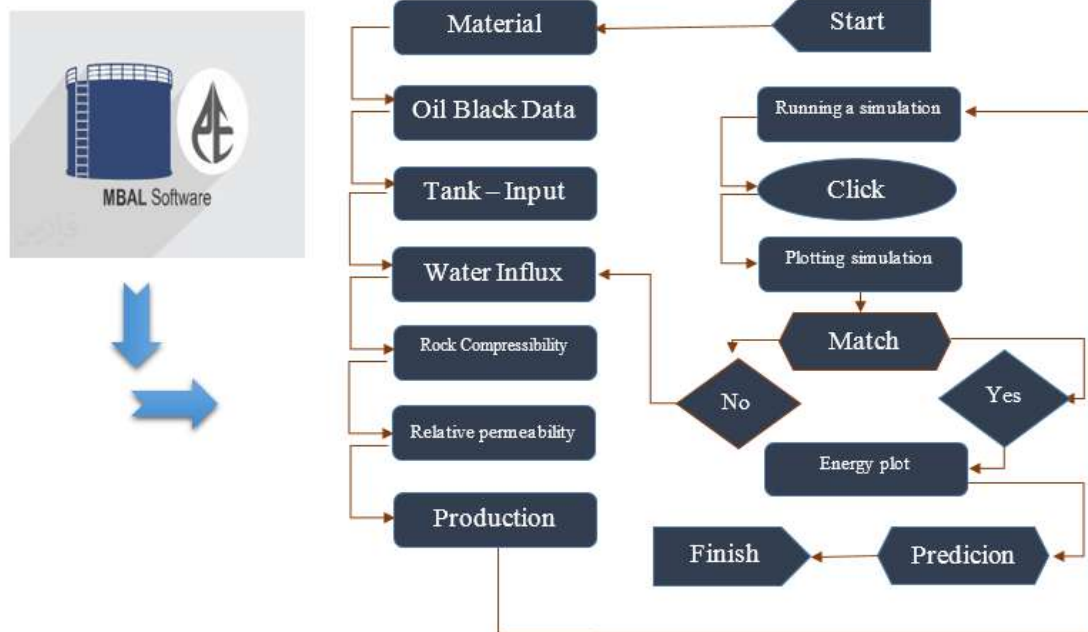 MBAL Software
Start
Material
Oil Black Data
Tank – Input
Water Influx
Rock Compressibility
Relative permeability
Production
Running a simulation
Click
Plotting simulation
Match
No
Yes
Energy plot
Predicion
Finish